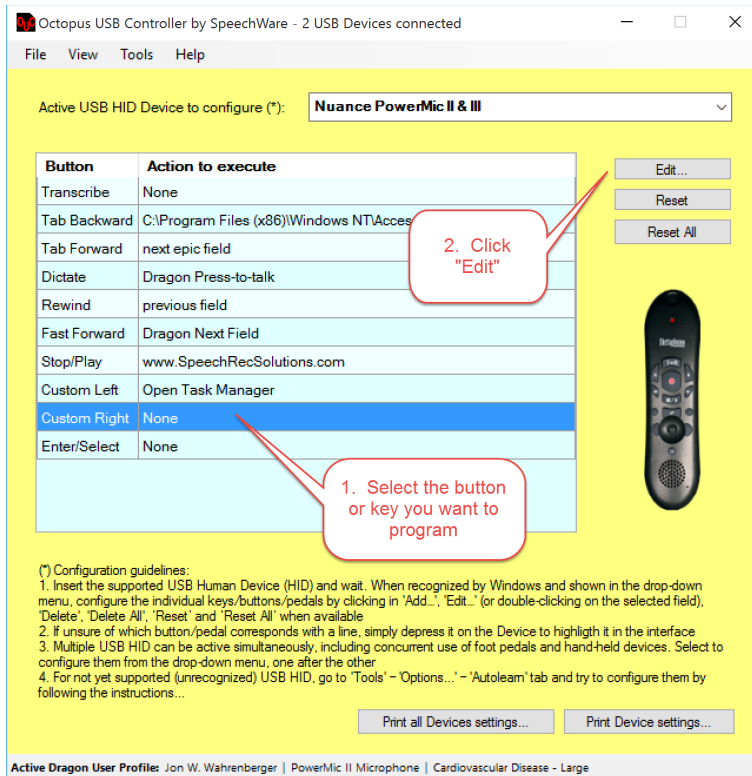 Octopus USB Controller by SpeechWare - 2 USB Devices connected
File View Tools Help
Active USB HID Device to configure (*): Nuance PowerMic II & III
Button Action to execute
Transcribe None
Tab Backward C:\Program Files (x86)\Windows NT\Acces
Tab Forward next epic field
Dictate Dragon Press-to-talk
Rewind previous field
Fast Forward Dragon Next Field
Stop/Play www.SpeechRecSolutions.com
Custom Left Open Task Manager
Custom Right None
Enter/Select None
Edit...
Reset
Reset All
2. Click
"Edit"
Dictaphone
1. Select the button
or key you want to
program
(*) Configuration guidelines:
1. Insert the supported USB Human Device (HID) and wait. When recognized by Windows and shown in the drop-down
menu, configure the individual keys/buttons/pedals by clicking in 'Add...', 'Edit...' (or double-clicking on the selected field),
'Delete', 'Delete All', 'Reset' and 'Reset All' when available
2. If unsure of which button/pedal corresponds with a line, simply depress it on the Device to highligth it in the interface
3. Multiple USB HID can be active simultaneously, including concurrent use of foot pedals and hand-held devices. Select to
configure them from the drop-down menu, one after the other
4. For not yet supported (unrecognized) USB HID, go to 'Tools' – 'Options...' – 'Autolearn' tab and try to configure them by
following the instructions...
Print all Devices settings... Print Device settings...
Active Dragon User Profile: Jon W. Wahrenberger | PowerMic II Microphone | Cardiovascular Disease - Large